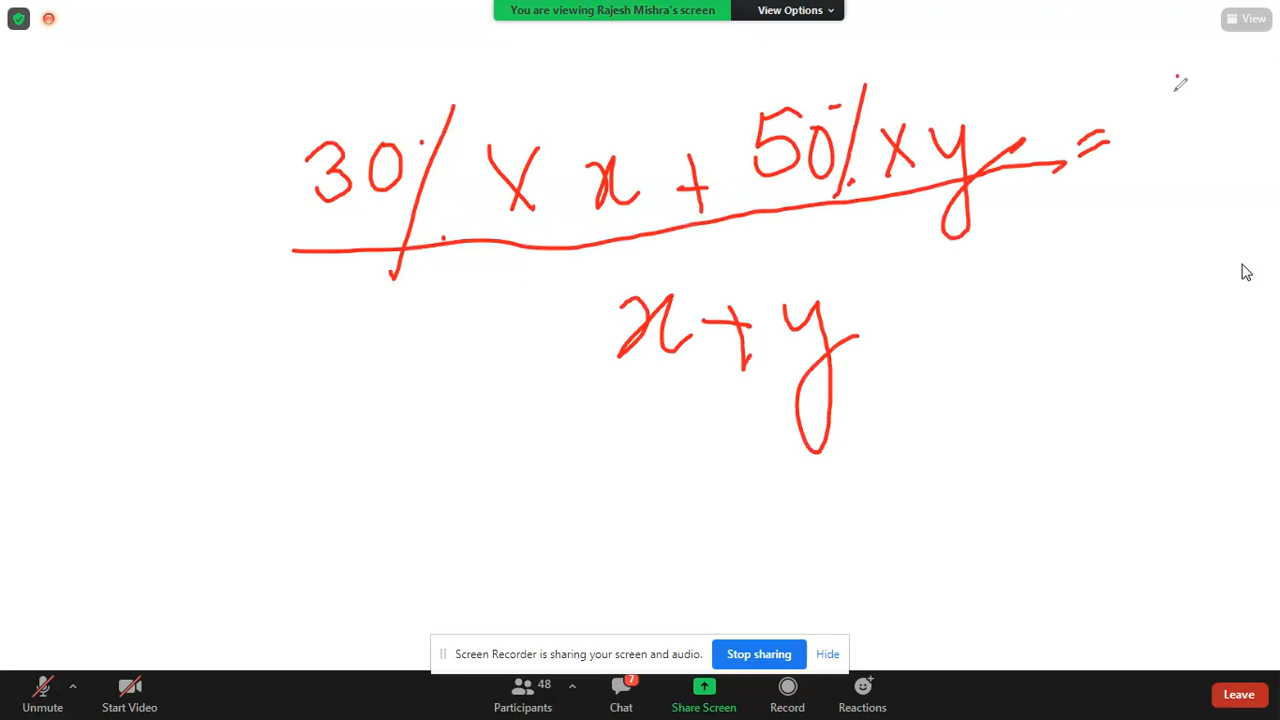 You are viewing Rajesh Mishra's screen View Options
View
30% × x + 50% × y =
x + y
Screen Recorder is sharing your screen and audio. Stop sharing Hide
48 7
Unmute Start Video Participants Chat Share Screen Record Reactions Leave